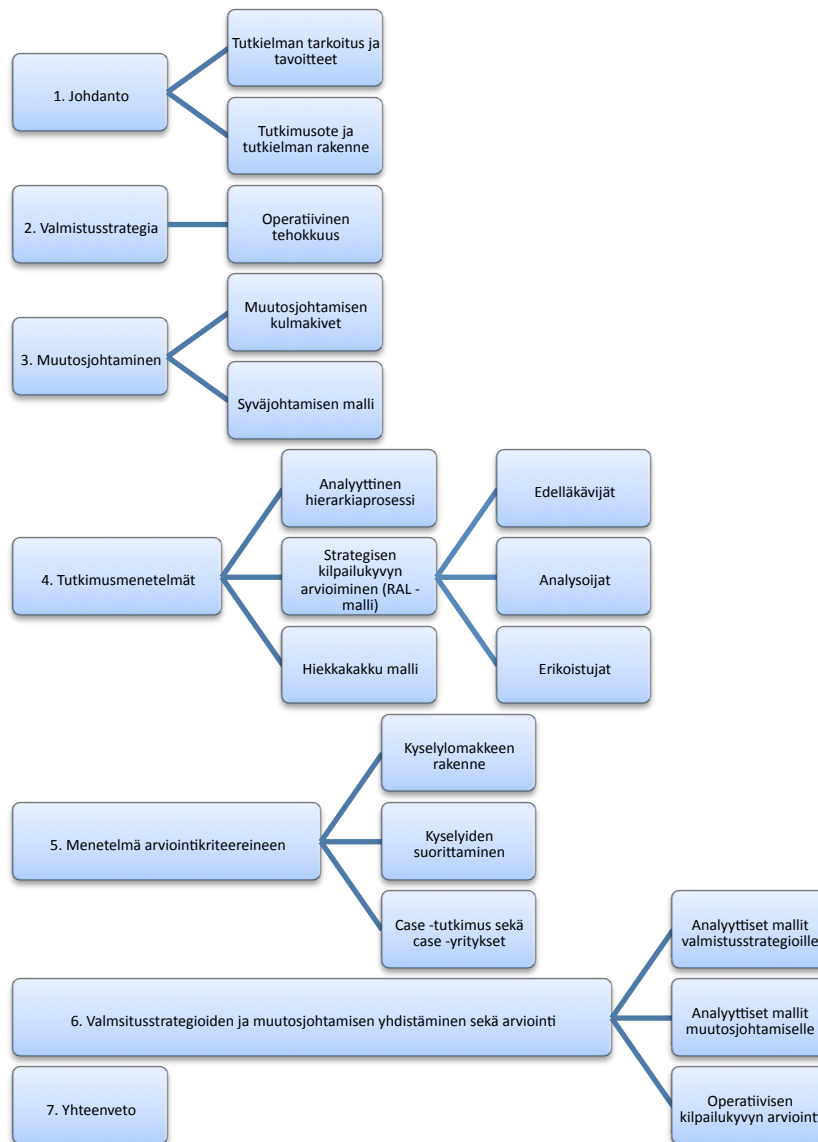 1. Johdanto
Tutkielman tarkoitus ja
tavoitteet
Tutkimusote ja
tutkielman rakenne
2. Valmistusstrategia
Operatiivinen
tehokkuus
3. Muutosjohtaminen
Muutosjohtamisen
kulmakivet
Syväjohtamisen malli
4. Tutkimusmenetelmät
Analyyttinen
hierarkiaprosessi
Strategisen
kilpailukyvyn
arvioiminen (RAL -
malli)
Edelläkävijät
Analysoijat
Erikoistujat
Hiekkakakku malli
5. Menetelmä arviointikriteereineen
Kyselylomakkeen
rakenne
Kyselyiden
suorittaminen
Case -tutkimus sekä
case -yritykset
6. Valmsitusstrategioiden ja muutosjohtamisen yhdistäminen sekä arviointi
Analyyttiset mallit
valmistusstrategioille
Analyyttiset mallit
muutosjohtamiselle
Operatiivisen
kilpailukyvyn arviointi
7. Yhteenveto